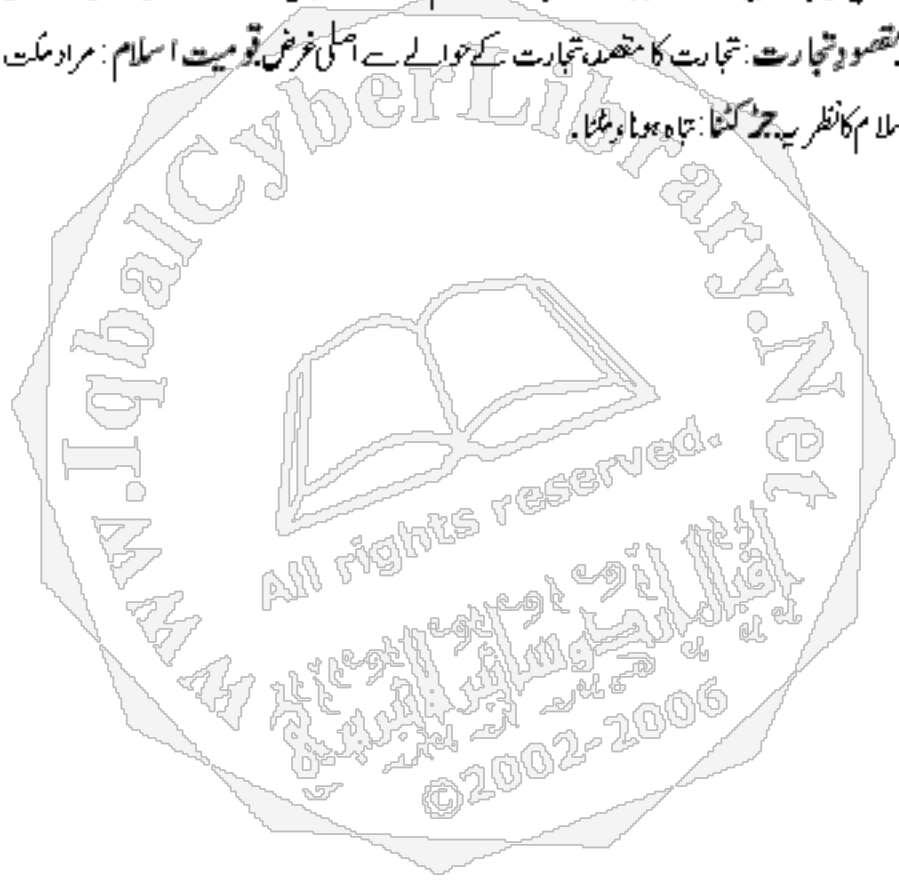 مقصودِ تجارت: تجارت کا مقصد، تجارت کے حوالے سے اصلی غرض۔ قومیت اسلام: مراد ملت
اسلام کا نظریہ۔ جڑ کٹنا: تباہ ہونا، مٹنا۔
www.IqbalCyberLibrary.Net
All rights reserved.
©2002-2006